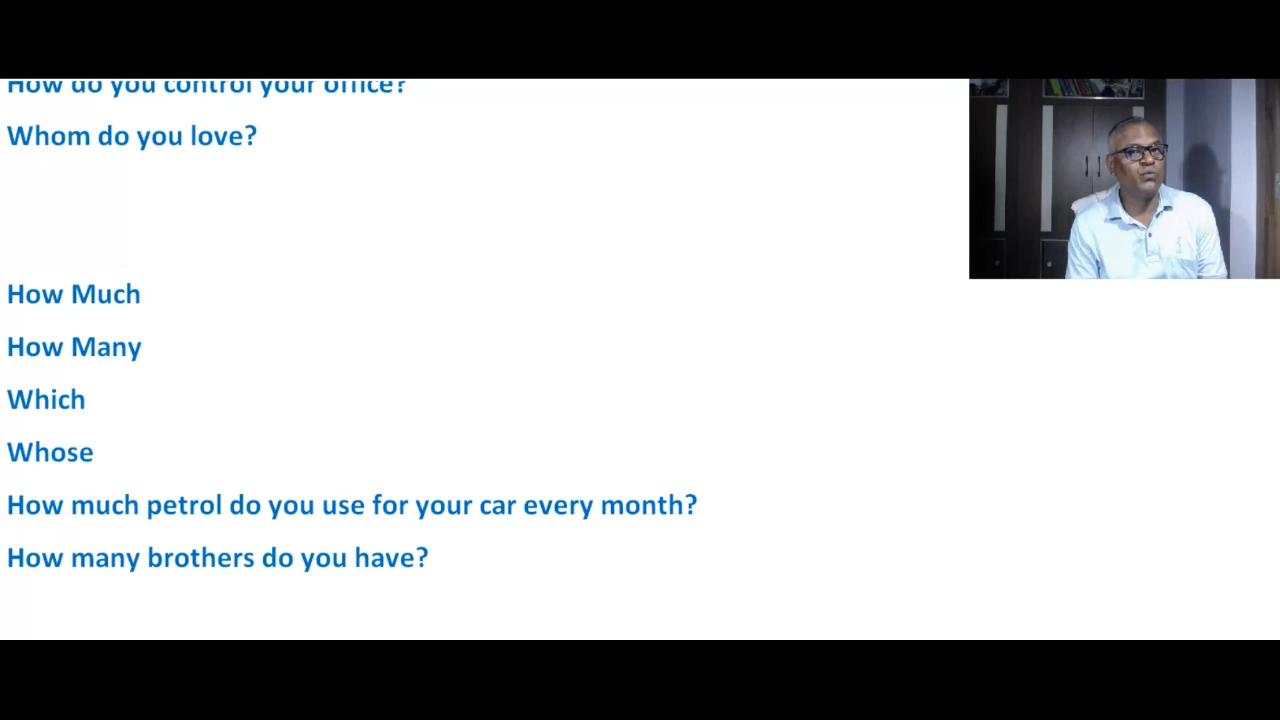 How do you control your office?
Whom do you love?
How Much
How Many
Which
Whose
How much petrol do you use for your car every month?
How many brothers do you have?